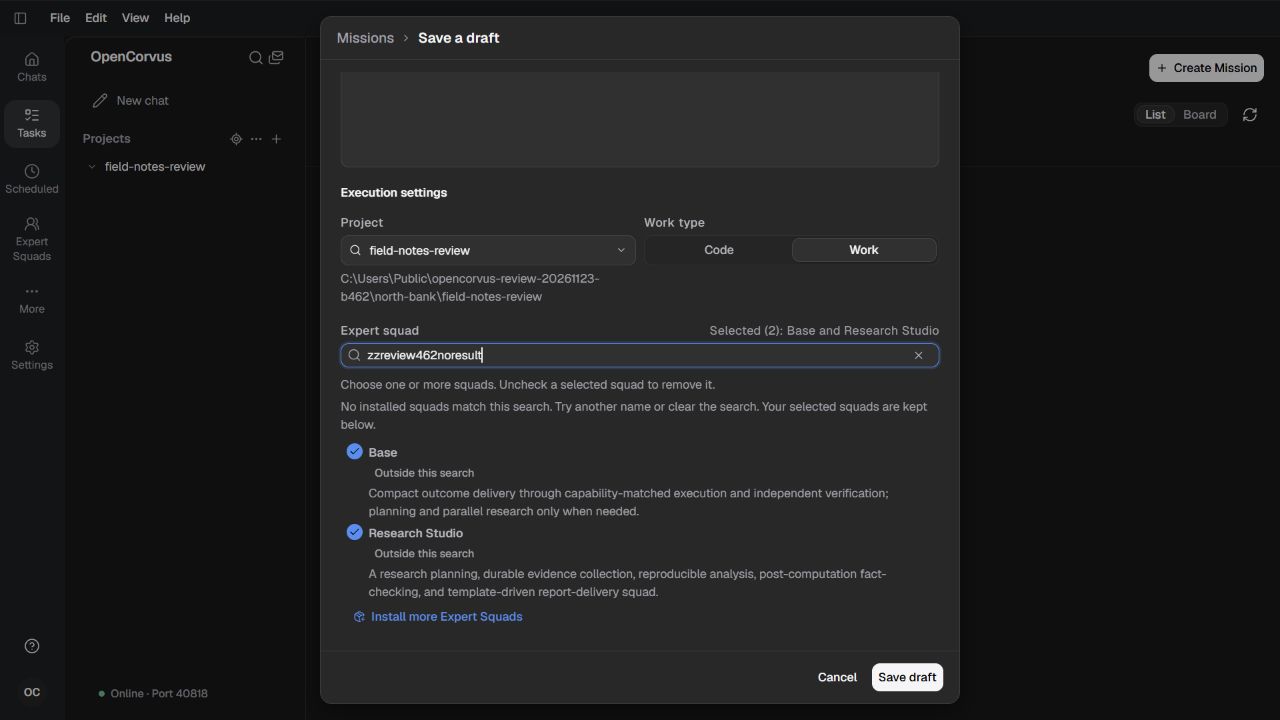 File Edit View Help
Missions › Save a draft
OpenCorvus
Create Mission
Chats
New chat
List Board
Tasks
Projects
field-notes-review
Scheduled
Execution settings
Project
Work type
field-notes-review
Code Work
Expert
Squads
C:\Users\Public\opencorvus-review-20261123-
b462\north-bank\field-notes-review
More
Expert squad
Selected (2): Base and Research Studio
zzreview462noresult
Settings
Choose one or more squads. Uncheck a selected squad to remove it.
No installed squads match this search. Try another name or clear the search. Your selected squads are kept
below.
Base
Outside this search
Compact outcome delivery through capability-matched execution and independent verification;
planning and parallel research only when needed.
Research Studio
Outside this search
A research planning, durable evidence collection, reproducible analysis, post-computation fact-
checking, and template-driven report-delivery squad.
Install more Expert Squads
Cancel Save draft
OC
Online · Port 40818